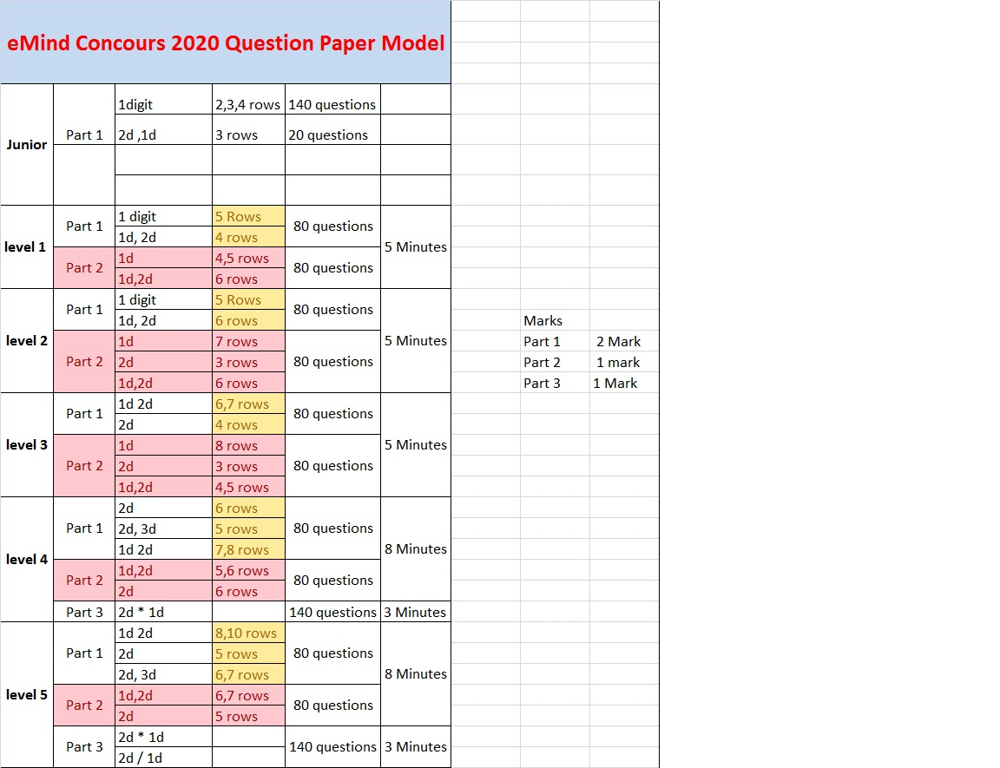 eMind Concours 2020 Question Paper Model
Junior
Part 1
1digit 2,3,4 rows 140 questions
2d ,1d 3 rows 20 questions
level 1
Part 1
1 digit 5 Rows
1d, 2d 4 rows
80 questions
Part 2
1d 4,5 rows
1d,2d 6 rows
80 questions
5 Minutes
level 2
Part 1
1 digit 5 Rows
1d, 2d 6 rows
80 questions
Part 2
1d 7 rows
2d 3 rows
1d,2d 6 rows
80 questions
5 Minutes
level 3
Part 1
1d 2d 6,7 rows
2d 4 rows
80 questions
Part 2
1d 8 rows
2d 3 rows
1d,2d 4,5 rows
80 questions
5 Minutes
level 4
Part 1
2d 6 rows
2d, 3d 5 rows
1d 2d 7,8 rows
80 questions
Part 2
1d,2d 5,6 rows
2d 6 rows
80 questions
8 Minutes
Part 3 2d * 1d 140 questions 3 Minutes
level 5
Part 1
1d 2d 8,10 rows
2d 5 rows
2d, 3d 6,7 rows
80 questions
Part 2
1d,2d 6,7 rows
2d 5 rows
80 questions
8 Minutes
Part 3
2d * 1d
2d / 1d
140 questions 3 Minutes
Marks
Part 1 2 Mark
Part 2 1 mark
Part 3 1 Mark